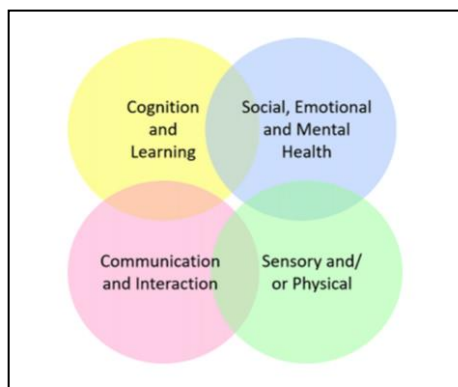 Cognition
and
Learning
Social, Emotional
and Mental
Health
Communication
and Interaction
Sensory and/
or Physical